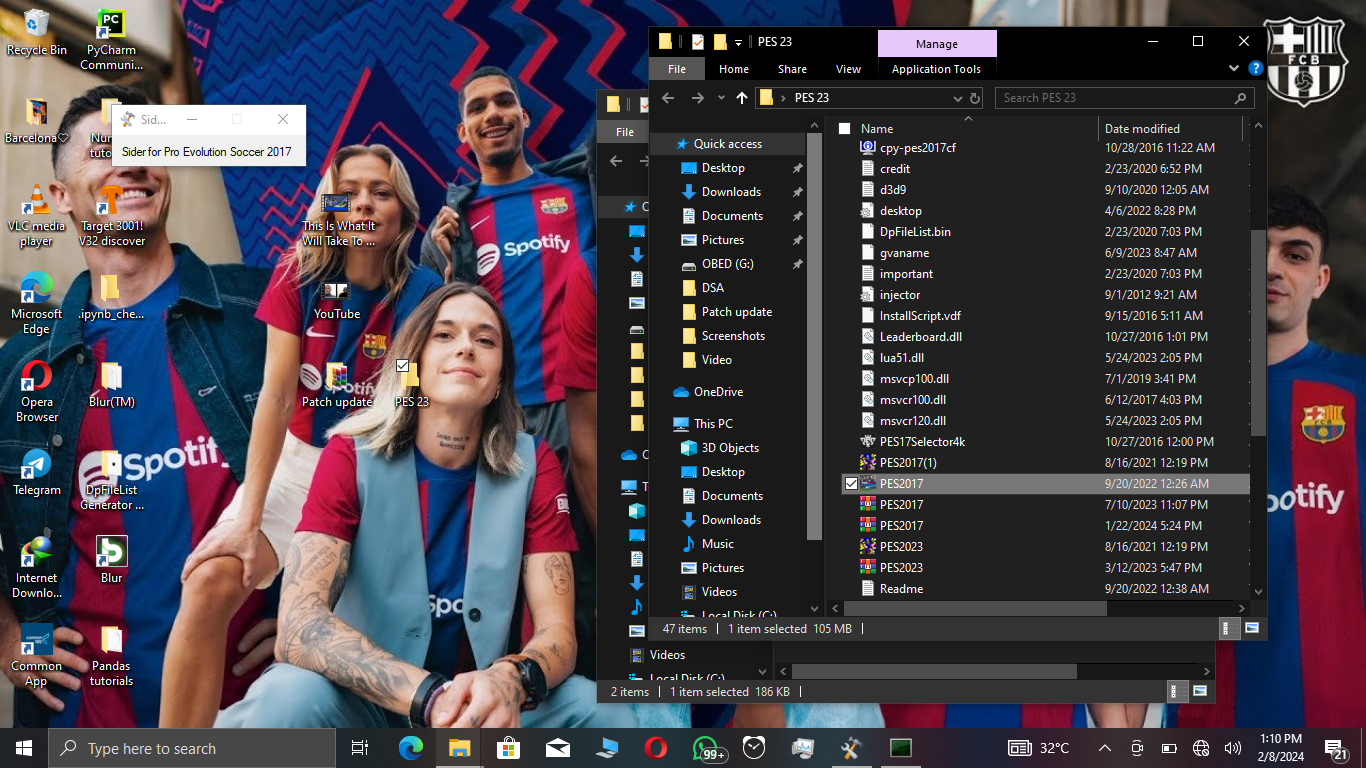 Recycle Bin
PyCharm
Communi...
Barcelona♡
VLC media
player
Target 3001!
V32 discover
Microsoft
Edge
.ipynb_che...
Opera
Browser
Blur(TM)
Telegram
DpFileList
Generator ...
Internet
Downlo...
Blur
Common
App
Pandas
tutorials
Sid...
Sider for Pro Evolution Soccer 2017
This Is What It
Will Take To ...
YouTube
Patch update
PES 23
Spotify
Spotify
FCB
PES 23
Manage
File
Home
Share
View
Application Tools
PES 23
Search PES 23
Quick access
Desktop
Downloads
Documents
Pictures
OBED (G:)
DSA
Patch update
Screenshots
Video
OneDrive
This PC
3D Objects
Desktop
Documents
Downloads
Music
Pictures
Videos
Local Disk (C:)
Name Date modified
cpy-pes2017cf 10/28/2016 11:22 AM
credit 2/23/2020 6:52 PM
d3d9 9/10/2020 12:05 AM
desktop 4/6/2022 8:28 PM
DpFileList.bin 2/23/2020 7:03 PM
gvaname 6/9/2023 8:47 AM
important 2/23/2020 7:03 PM
injector 9/1/2012 9:21 AM
InstallScript.vdf 9/15/2016 5:11 AM
Leaderboard.dll 10/27/2016 1:01 PM
lua51.dll 5/24/2023 2:05 PM
msvcp100.dll 7/1/2019 3:41 PM
msvcr100.dll 6/12/2017 4:03 PM
msvcr120.dll 5/24/2023 2:05 PM
PES17Selector4k 10/27/2016 12:00 PM
PES2017(1) 8/16/2021 12:19 PM
PES2017 9/20/2022 12:26 AM
PES2017 7/10/2023 11:07 PM
PES2017 1/22/2024 5:24 PM
PES2023 8/16/2021 12:19 PM
PES2023 3/12/2023 5:47 PM
Readme 9/20/2022 12:38 AM
47 items 1 item selected 105 MB
File
Videos
Local Disk (C:)
2 items 1 item selected 186 KB
Type here to search
99+
32°C
1:10 PM
2/8/2024
21